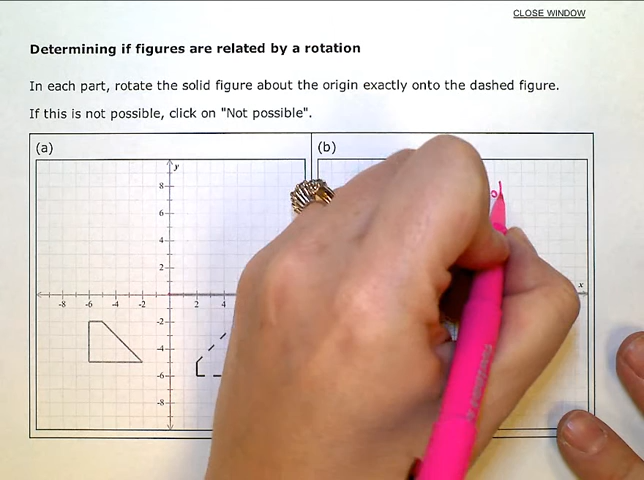 CLOSE WINDOW
Determining if figures are related by a rotation
In each part, rotate the solid figure about the origin exactly onto the dashed figure.
If this is not possible, click on "Not possible".
(a)
(b)
y
8
6
4
2
-8 -6 -4 -2 2 4 x
-2
-4
-6
-8